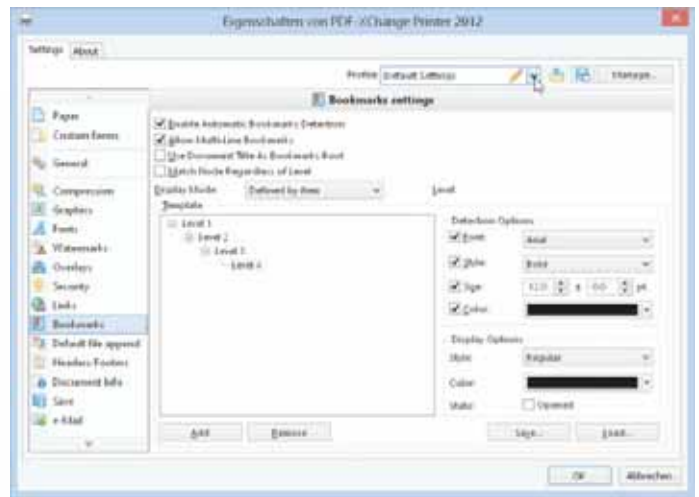 Eigenschaften von PDF-XChange Printer 2012
Settings About
Profile Default Settings Manage...
Bookmarks settings
Paper
Custom forms
General
Compression
Graphics
Fonts
Watermarks
Overlays
Security
Links
Bookmarks
Default file append
Headers Footers
Document Info
Save
e-Mail
Enable Automatic Bookmarks Detection
Allow Multi-Line Bookmarks
Use Document Title As Bookmarks Root
Match Node Regardless of Level
Display Mode: Defined by item Level:
Template
Level 1
Level 2
Level 3
Level 4
Add Remove
Detection Options
Font: Arial
Style: Bold
Size: 12.0 ± 0.0 pt
Color:
Display Options
Style: Regular
Color:
State: Opened
Save... Load...
OK Abbrechen